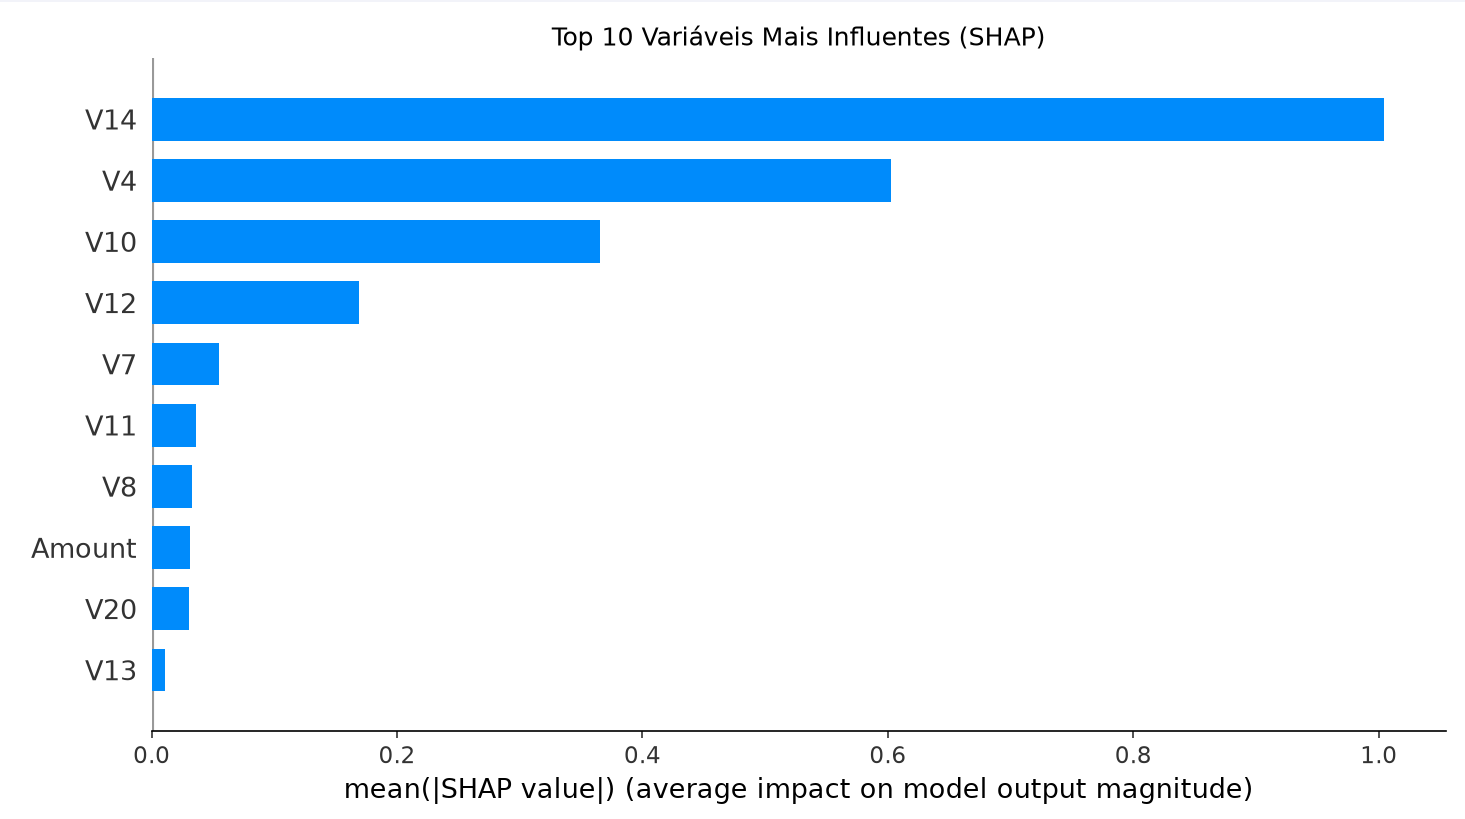 Top 10 Variáveis Mais Influentes (SHAP)
V14
V4
V10
V12
V7
V11
V8
Amount
V20
V13
0.0 0.2 0.4 0.6 0.8 1.0
mean(|SHAP value|) (average impact on model output magnitude)